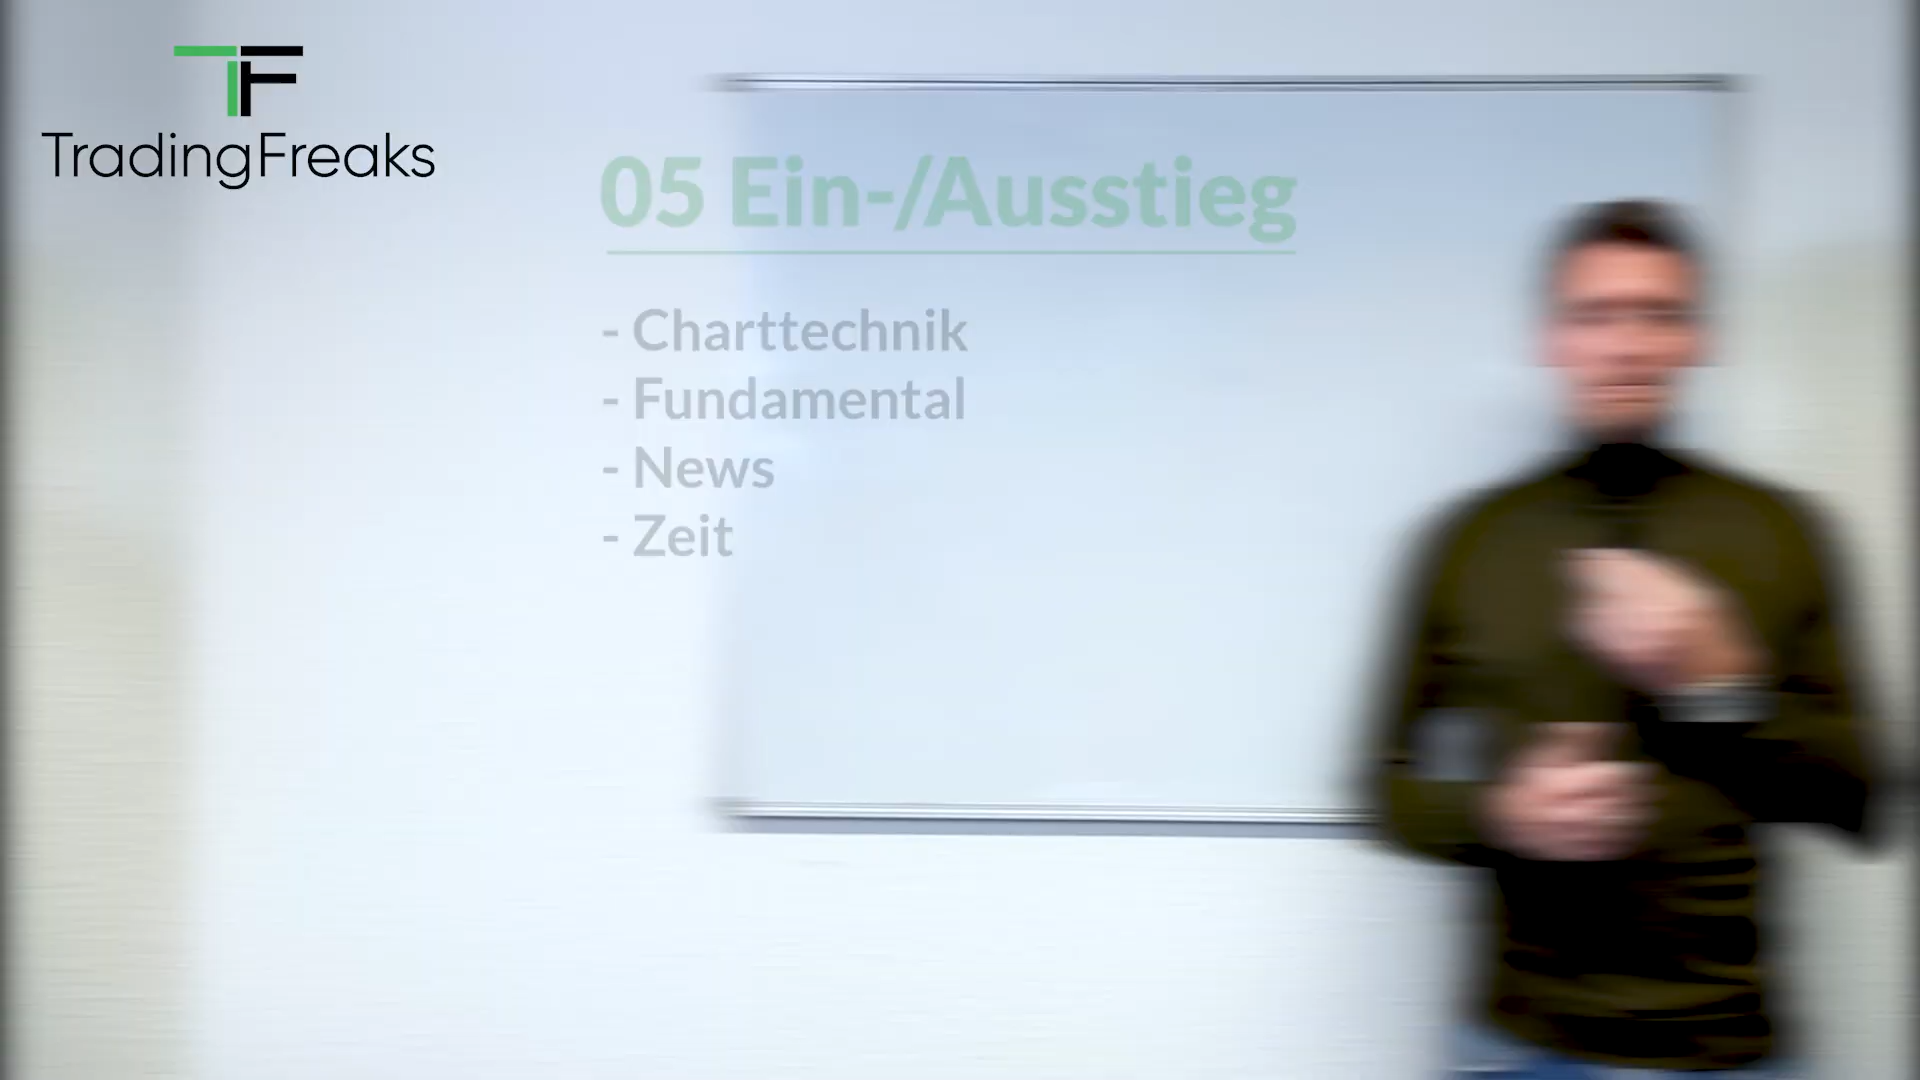 TF
TradingFreaks
05 Ein-/Ausstieg
- Charttechnik
- Fundamental
- News
- Zeit